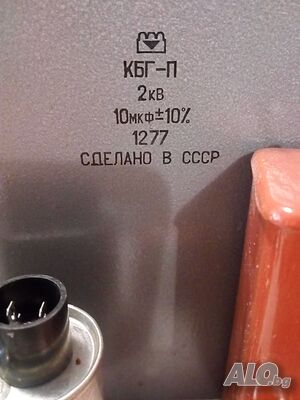 КБГ-П
2кВ
10мкф±10%
1277
СДЕЛАНО В СССР
ALO.bg